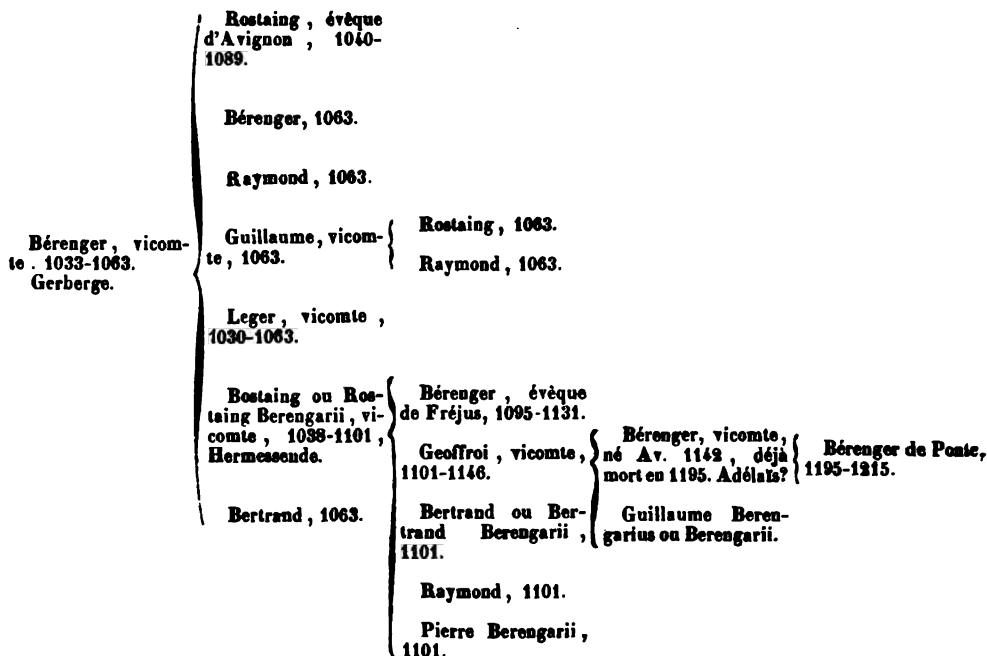 Rostaing , évêque
d'Avignon , 1040-
1089.
Bérenger, 1063.
Raymond , 1063.
Bérenger , vicom-
te . 1033-1063.
Gerberge.
Guillaume, vicom-
te , 1063.
Rostaing , 1063.
Raymond , 1063.
Leger , vicomte ,
1030-1063.
Bostaing ou Ros-
taing Berengarii , vi-
comte , 1038-1101 ,
Hermessende.
Bertrand , 1063.
Bérenger , évèque
de Fréjus, 1095-1131.
Geoffroi , vicomte ,
1101-1146.
Bertrand ou Ber-
trand Berengarii ,
1101.
Raymond , 1101.
Pierre Berengarii ,
1101.
Bérenger, vicomte,
né Av. 1142 , déjà
mort en 1195. Adélaïs?
Guillaume Beren-
garius ou Berengarii.
Bérenger de Ponte,
1195-1215.